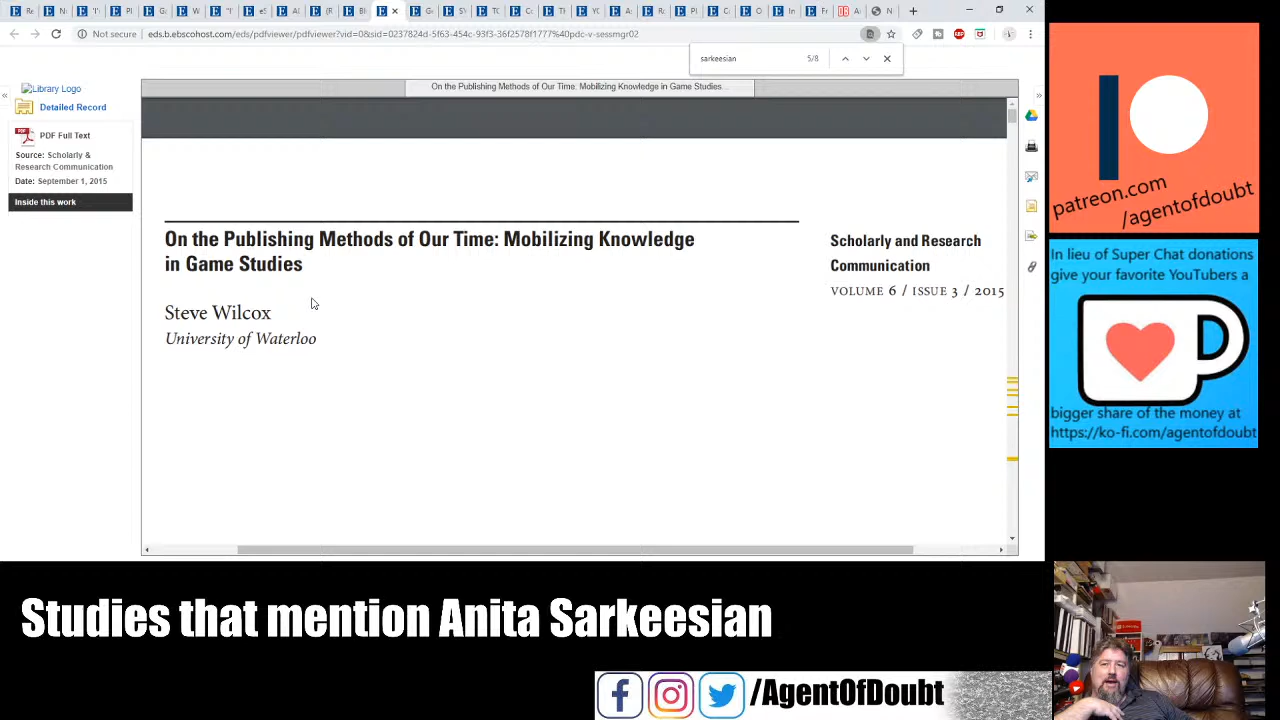 Not secure
eds.b.ebscohost.com/eds/pdfviewer/pdfviewer?vid=0&sid=0237824d-5f63-454c-93f3-36f2578f1777%40pdc-v-sessmgr02
sarkeesian 5/8
Library Logo
Detailed Record
PDF Full Text
Source: Scholarly &
Research Communication
Date: September 1, 2015
Inside this work
On the Publishing Methods of Our Time: Mobilizing Knowledge in Game Studies...
On the Publishing Methods of Our Time: Mobilizing Knowledge
in Game Studies
Steve Wilcox
University of Waterloo
Scholarly and Research
Communication
VOLUME 6 / ISSUE 3 / 2015
patreon.com
/agentofdoubt
In lieu of Super Chat donations
give your favorite YouTubers a
bigger share of the money at
https://ko-fi.com/agentofdoubt
Studies that mention Anita Sarkeesian
/AgentOfDoubt